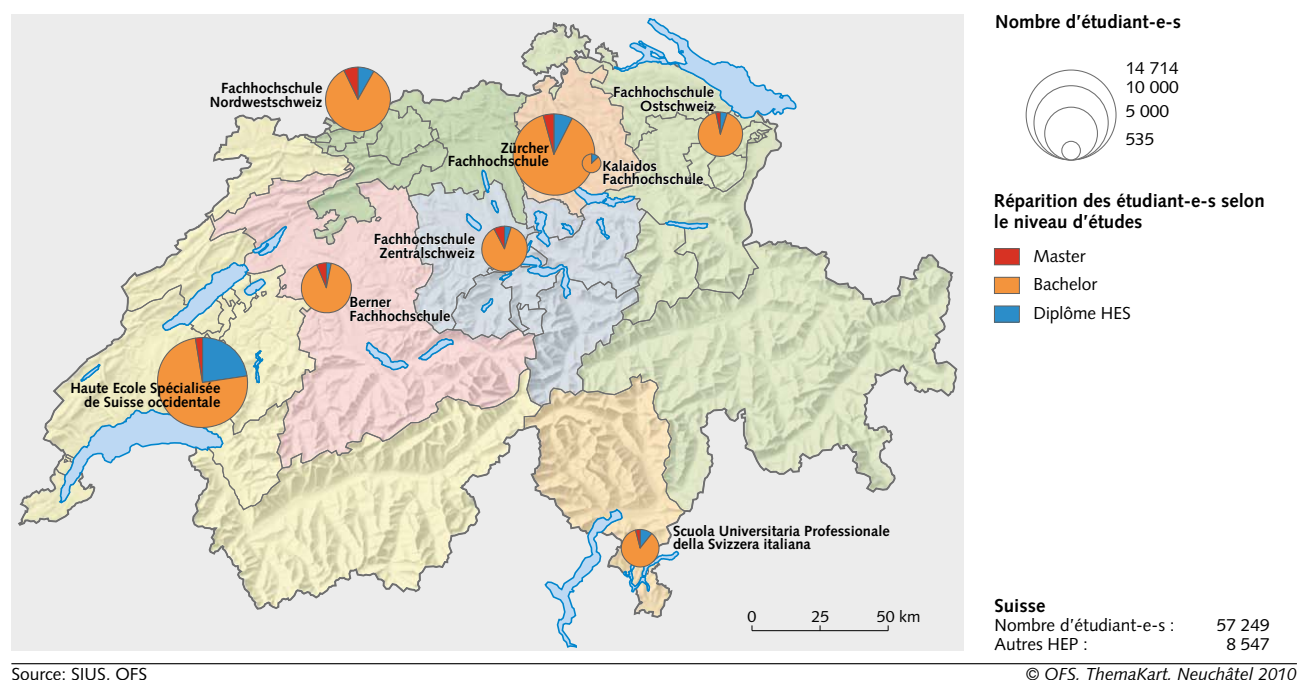 Fachhochschule
Nordwestschweiz
Fachhochschule
Ostschweiz
Zürcher
Fachhochschule
Kalaidos
Fachhochschule
Fachhochschule
Zentralschweiz
Berner
Fachhochschule
Haute Ecole Spécialisée
de Suisse occidentale
Scuola Universitaria Professionale
della Svizzera italiana
0 25 50 km
Nombre d'étudiant-e-s
14 714
10 000
5 000
535
Répartition des étudiant-e-s selon
le niveau d'études
Master
Bachelor
Diplôme HES
Suisse
Nombre d'étudiant-e-s : 57 249
Autres HEP : 8 547
Source: SIUS, OFS
© OFS, ThemaKart, Neuchâtel 2010